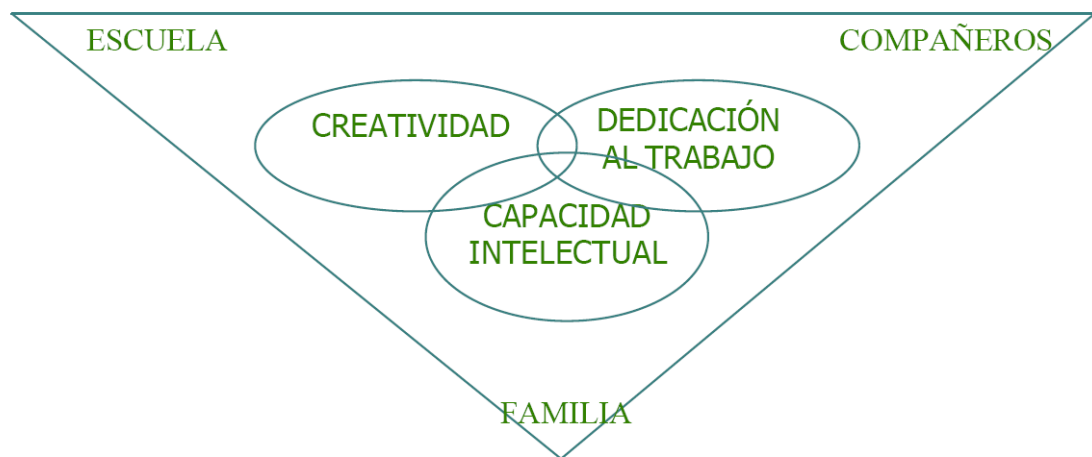 ESCUELA
COMPAÑEROS
CREATIVIDAD
DEDICACIÓN
AL TRABAJO
CAPACIDAD
INTELECTUAL
FAMILIA